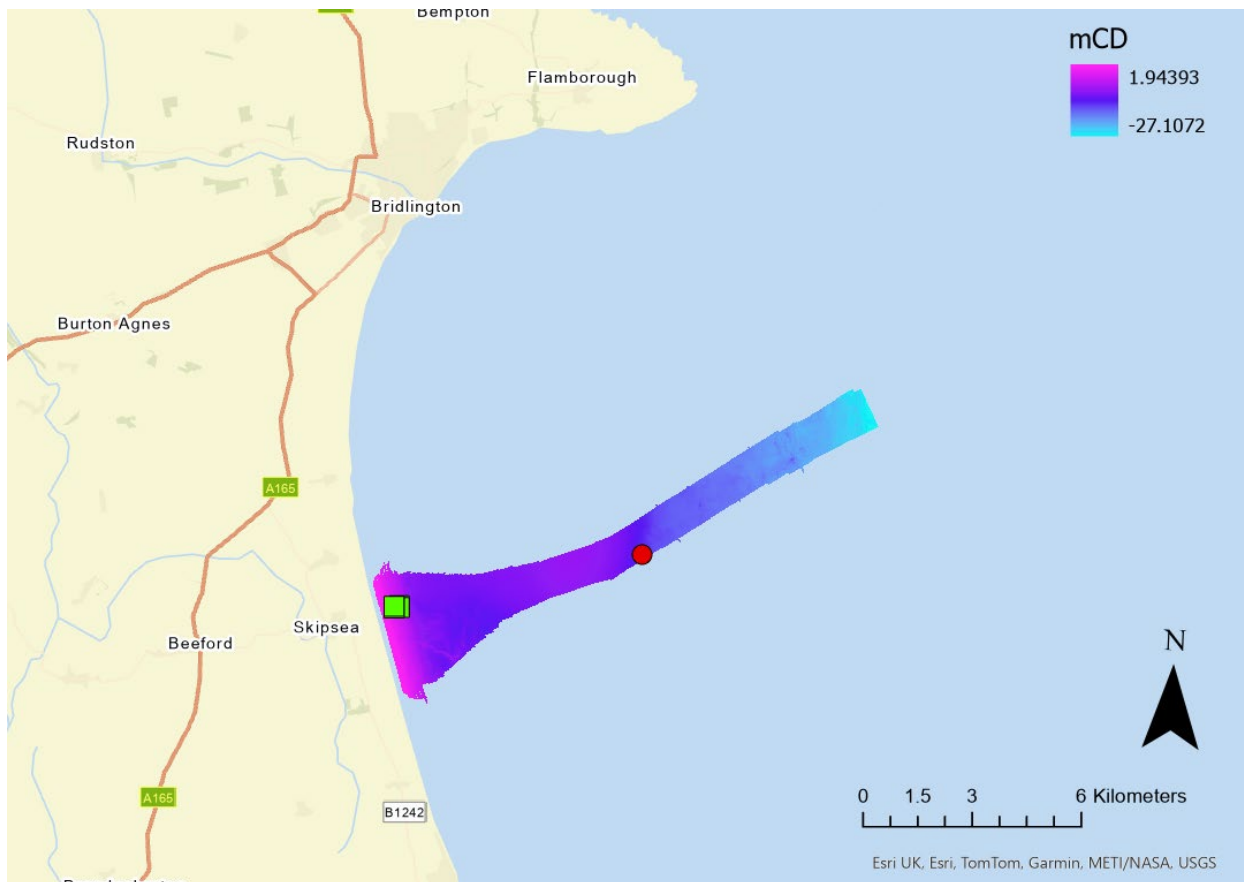 Bempton
mCD
Flamborough
1.94393
-27.1072
Rudston
Bridlington
Burton Agnes
A165
Skipsea
Beeford
N
A165
B1242
0 1.5 3 6 Kilometers
Esri UK, Esri, TomTom, Garmin, METI/NASA, USGS